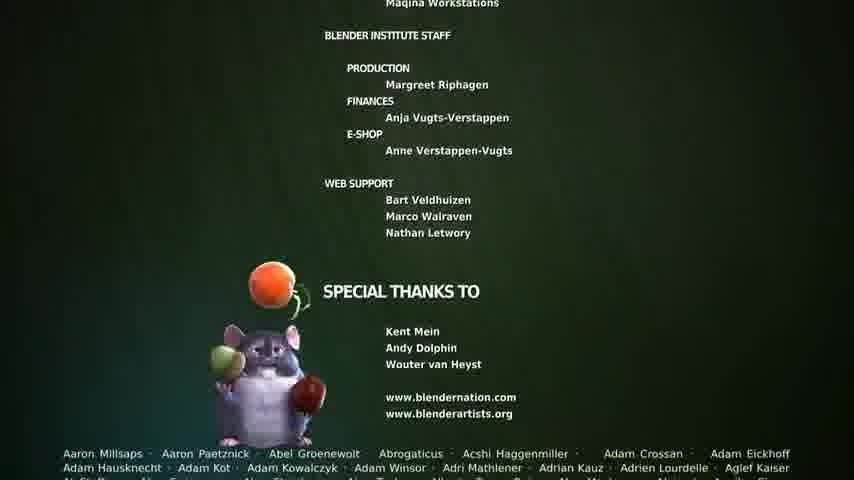 Maqina Workstations
BLENDER INSTITUTE STAFF
PRODUCTION
Margreet Riphagen
FINANCES
Anja Vugts-Verstappen
E-SHOP
Anne Verstappen-Vugts
WEB SUPPORT
Bart Veldhuizen
Marco Walraven
Nathan Letwory
SPECIAL THANKS TO
Kent Mein
Andy Dolphin
Wouter van Heyst
www.blendernation.com
www.blenderartists.org
Aaron Millsaps · Aaron Paetznick · Abel Groenewolt · Abrogaticus · Acshi Haggenmiller · Adam Crossan · Adam Eickhoff
Adam Hausknecht · Adam Kot · Adam Kowalczyk · Adam Winsor · Adri Mathlener · Adrian Kauz · Adrien Lourdelle · Aglef Kaiser